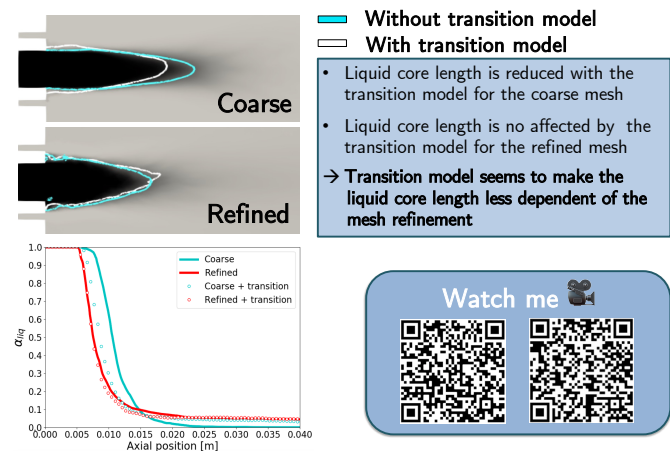 Without transition model
With transition model
Coarse
Refined
• Liquid core length is reduced with the
transition model for the coarse mesh
• Liquid core length is no affected by the
transition model for the refined mesh
→ Transition model seems to make the
liquid core length less dependent of the
mesh refinement
1.0
0.9
0.8
0.7
0.6
0.5
0.4
0.3
0.2
0.1
0.0
αliq
Coarse
Refined
Coarse + transition
Refined + transition
0.000 0.005 0.010 0.015 0.020 0.025 0.030 0.035 0.040
Axial position [m]
Watch me